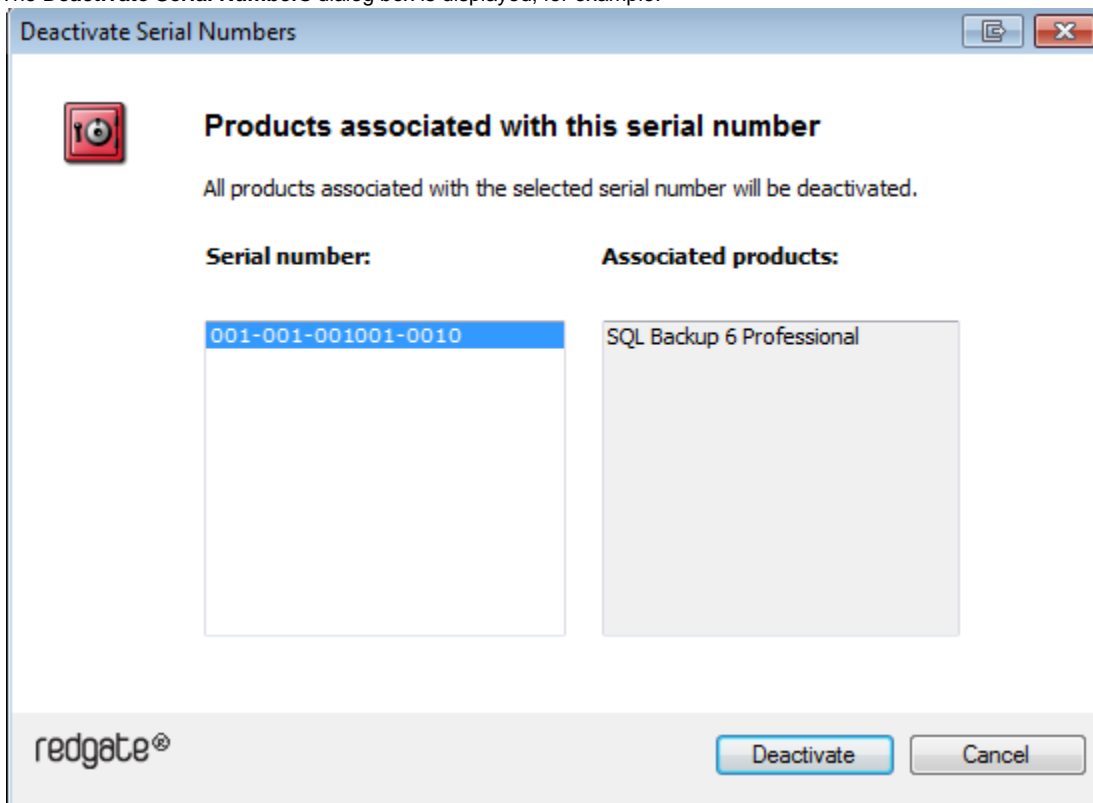 The Deactivate Serial Numbers dialog box is displayed, for example:
Deactivate Serial Numbers
Products associated with this serial number
All products associated with the selected serial number will be deactivated.
Serial number:
Associated products:
001-001-001001-0010
SQL Backup 6 Professional
redgate®
Deactivate
Cancel